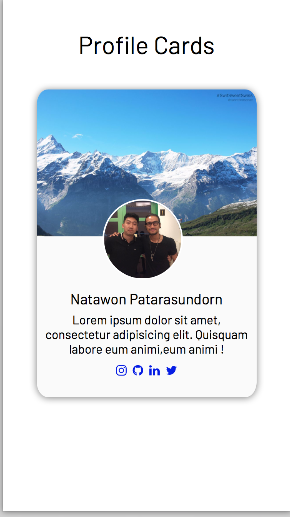 Profile Cards
Natawon Patarasundorn
Lorem ipsum dolor sit amet,
consectetur adipisicing elit. Quisquam
labore eum animi,eum animi !